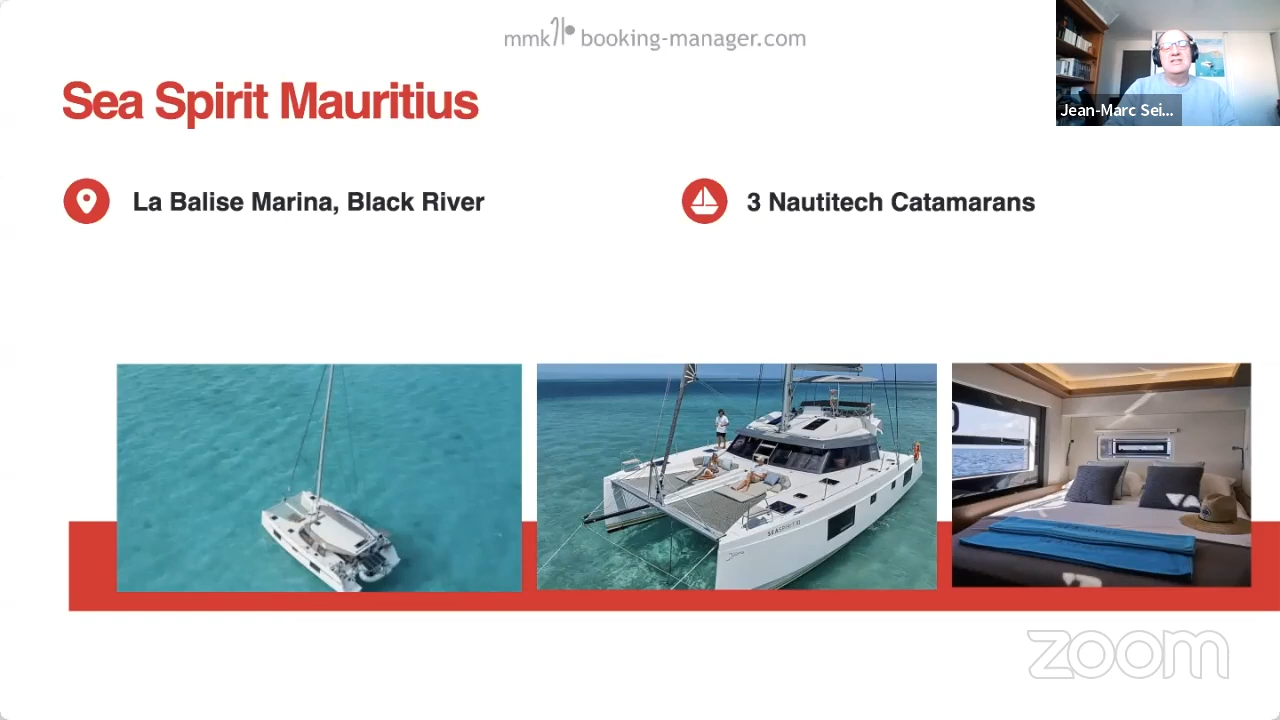 mmk booking-manager.com
Sea Spirit Mauritius
Jean-Marc Sei...
La Balise Marina, Black River
3 Nautitech Catamarans
SEASPIRIT II
zoom